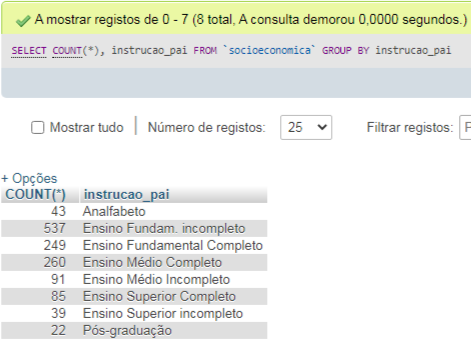 A mostrar registos de 0 - 7 (8 total, A consulta demorou 0,0000 segundos.)
SELECT COUNT(*), instrucao_pai FROM `socioeconomica` GROUP BY instrucao_pai
Mostrar tudo | Número de registos: 25 Filtrar registos:
+ Opções
COUNT(*) instrucao_pai
43 Analfabeto
537 Ensino Fundam. incompleto
249 Ensino Fundamental Completo
260 Ensino Médio Completo
91 Ensino Médio Incompleto
85 Ensino Superior Completo
39 Ensino Superior incompleto
22 Pós-graduação